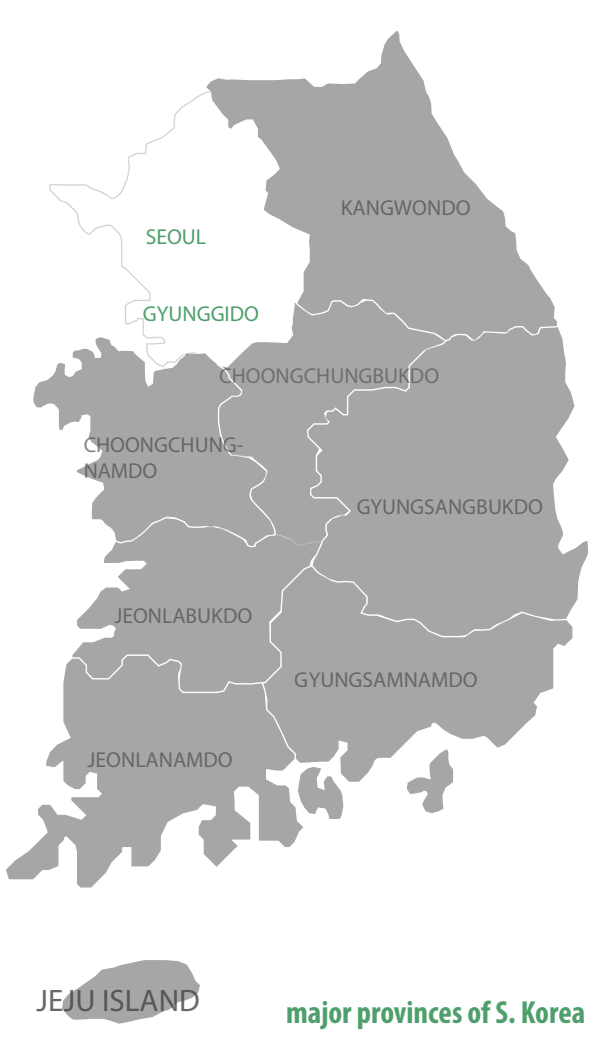 KANGWONDO
SEOUL
GYUNGGIDO
CHOONGCHUNGBUKDO
CHOONGCHUNG-
NAMDO
GYUNGSANGBUKDO
JEONLABUKDO
GYUNGSAMNAMDO
JEONLANAMDO
JEJU ISLAND
major provinces of S. Korea